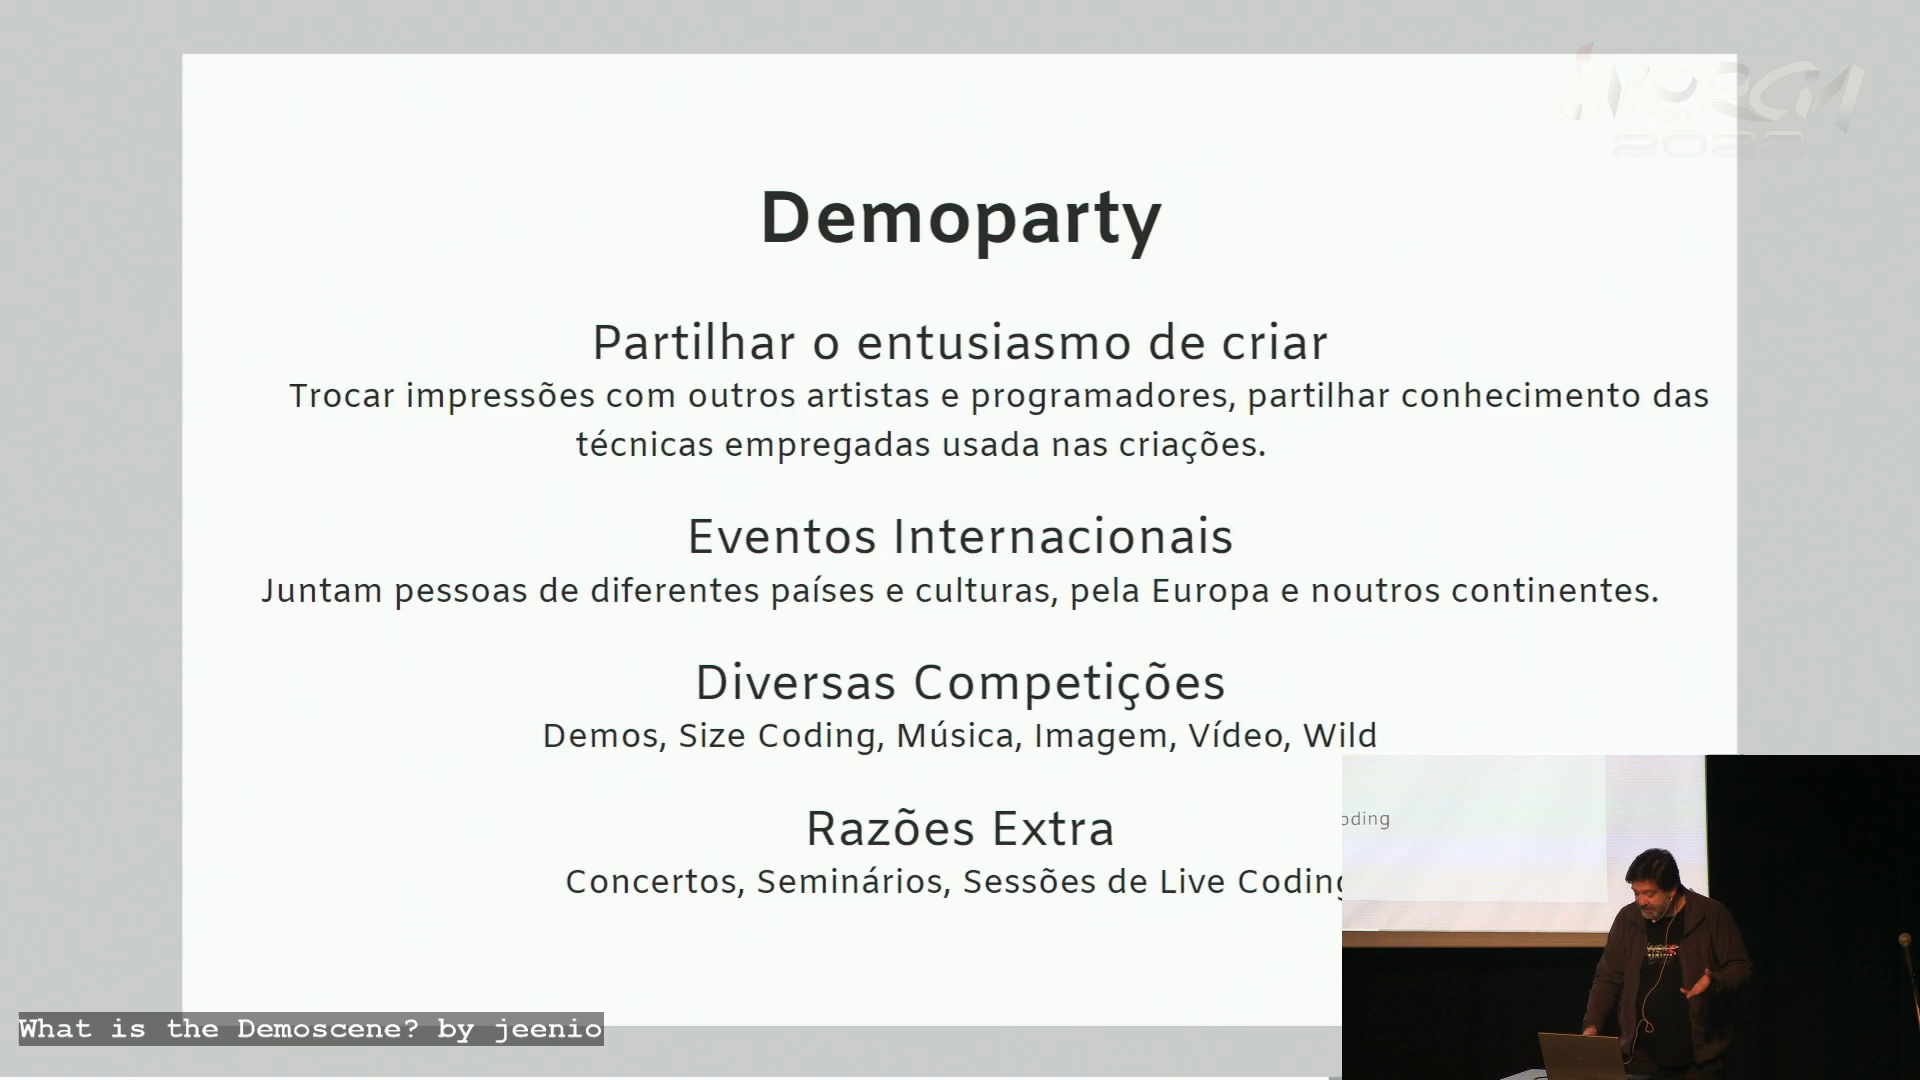 Demoparty
Partilhar o entusiasmo de criar
Trocar impressões com outros artistas e programadores, partilhar conhecimento das
técnicas empregadas usada nas criações.
Eventos Internacionais
Juntam pessoas de diferentes países e culturas, pela Europa e noutros continentes.
Diversas Competições
Demos, Size Coding, Música, Imagem, Vídeo, Wild
Razões Extra
Concertos, Seminários, Sessões de Live Coding
oding
What is the Demoscene? by jeenio